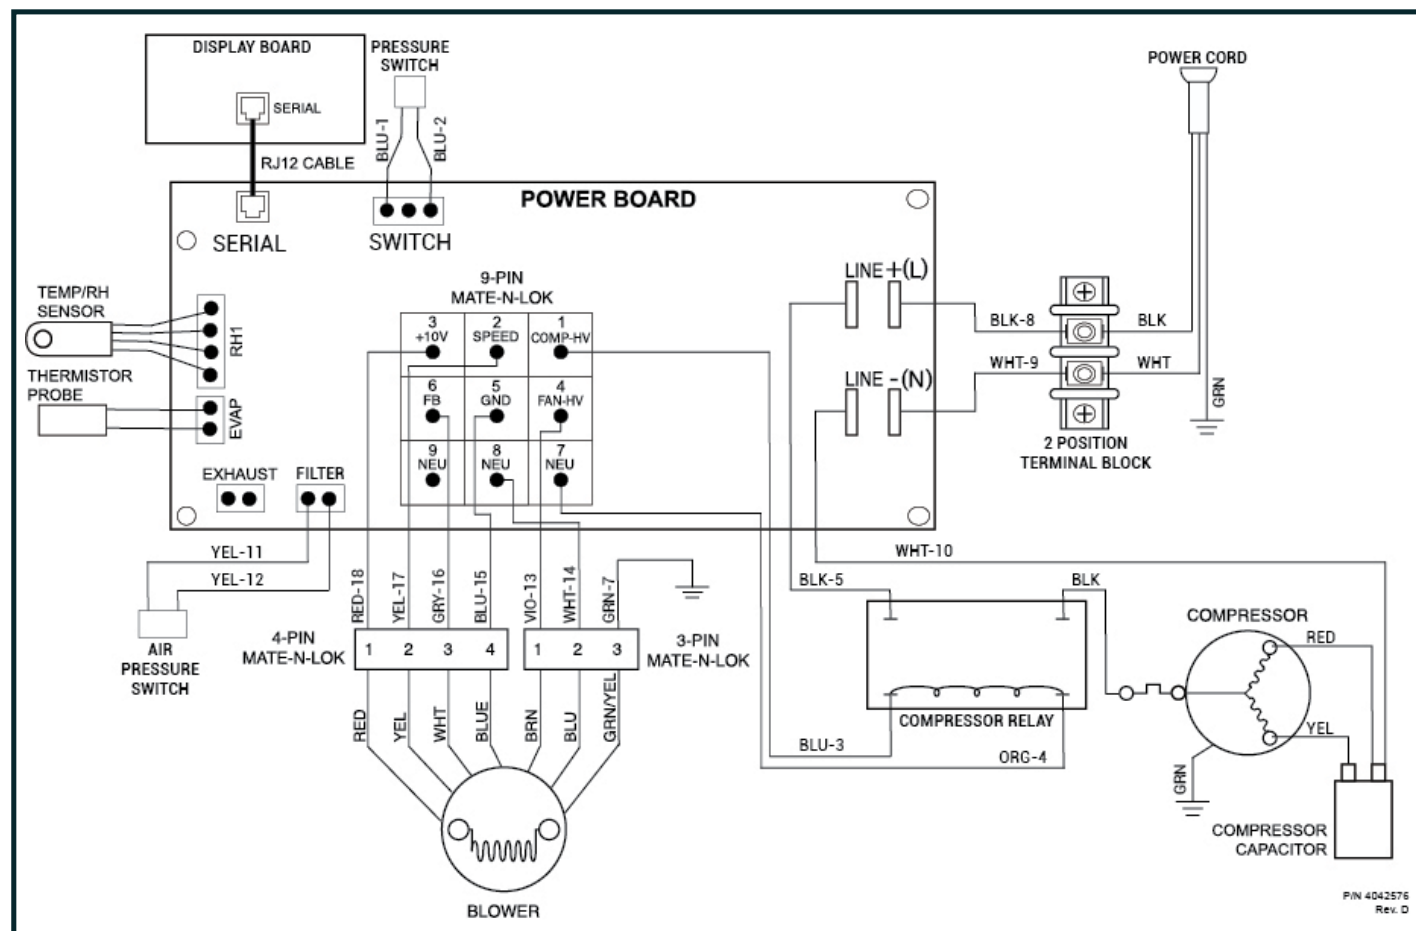 DISPLAY BOARD
SERIAL
RJ12 CABLE
PRESSURE
SWITCH
BLU-1
BLU-2
POWER CORD
POWER BOARD
SERIAL
SWITCH
TEMP/RH
SENSOR
RH1
THERMISTOR
PROBE
EVAP
EXHAUST
FILTER
9-PIN
MATE-N-LOK
3
+10V
2
SPEED
1
COMP-HV
6
FB
5
GND
4
FAN-HV
9
NEU
8
NEU
7
NEU
LINE +(L)
LINE -(N)
BLK-8
BLK
WHT-9
WHT
GRN
2 POSITION
TERMINAL BLOCK
YEL-11
YEL-12
AIR
PRESSURE
SWITCH
RED-18
YEL-17
GRY-16
BLU-15
VIO-13
WHT-14
GRN-7
4-PIN
MATE-N-LOK
1 2 3 4
1 2 3
3-PIN
MATE-N-LOK
RED
YEL
WHT
BLUE
BRN
BLU
GRN/YEL
BLOWER
WHT-10
BLK-5
BLK
COMPRESSOR RELAY
BLU-3
ORG-4
COMPRESSOR
RED
YEL
GRN
COMPRESSOR
CAPACITOR
P/N 4042576
Rev. D